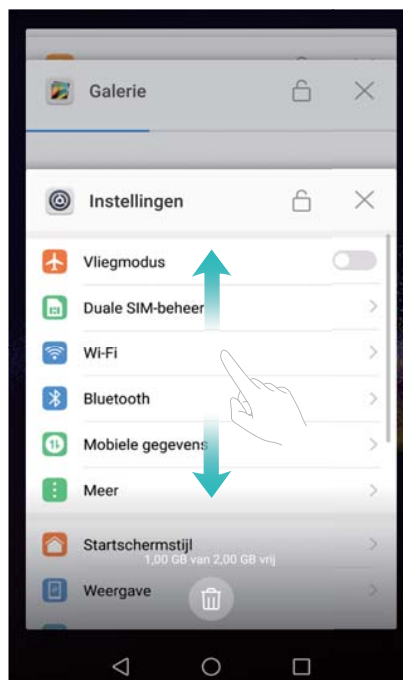 Galerie
Instellingen
Vliegmodus
Duale SIM-beheer
Wi-Fi
Bluetooth
Mobiele gegevens
Meer
Startschermstijl
1,00 GB van 2,00 GB vrij
Weergave